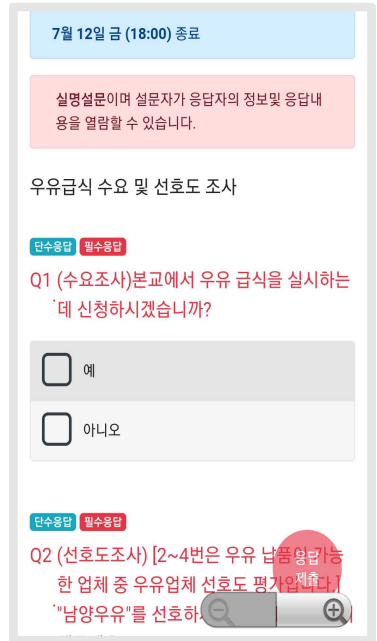 7월 12일 금 (18:00) 종료
실명설문이며 설문자가 응답자의 정보및 응답내
용을 열람할 수 있습니다.
우유급식 수요 및 선호도 조사
단수응답 필수응답
Q1 (수요조사)본교에서 우유 급식을 실시하는
데 신청하시겠습니까?
예
아니오
단수응답 필수응답
Q2 (선호도조사) [2~4번은 우유 납품이 가능
한 업체 중 우유업체 선호도 평가입니다.]
"남양우유"를 선호하
응답
제출